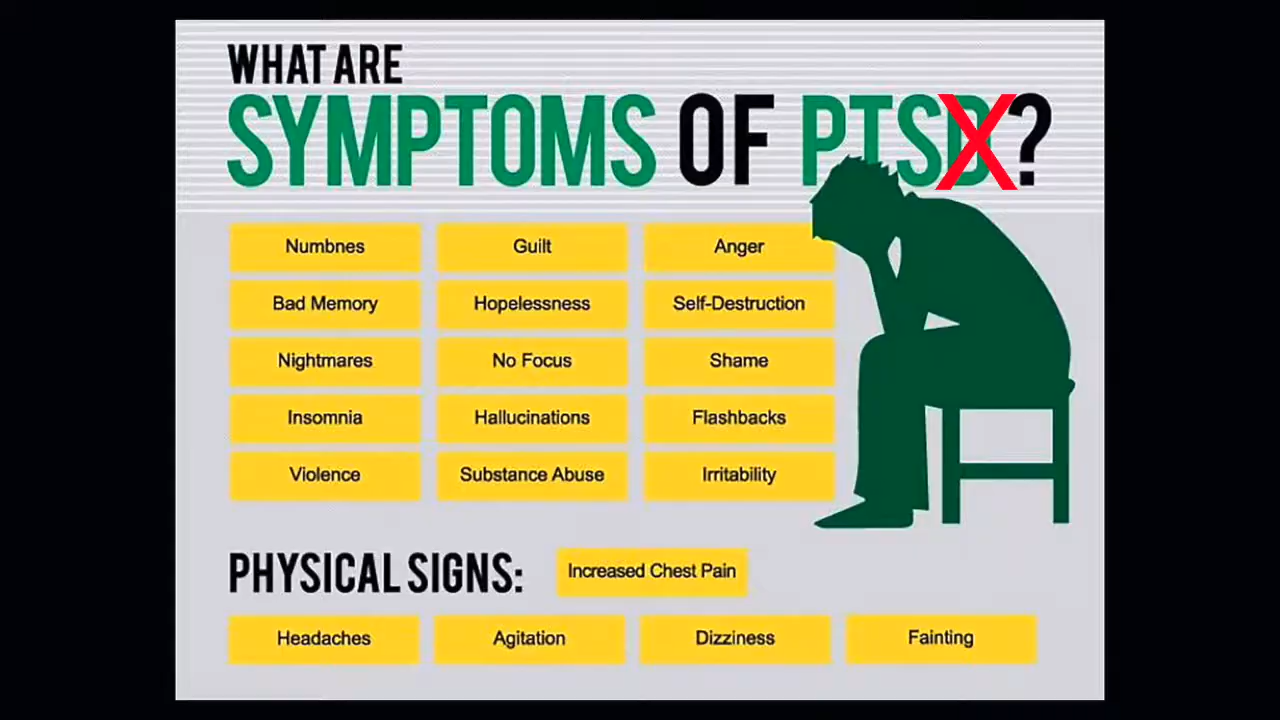 WHAT ARE
SYMPTOMS OF PTSD X ?
Numbnes Guilt Anger
Bad Memory Hopelessness Self-Destruction
Nightmares No Focus Shame
Insomnia Hallucinations Flashbacks
Violence Substance Abuse Irritability
PHYSICAL SIGNS: Increased Chest Pain
Headaches Agitation Dizziness Fainting